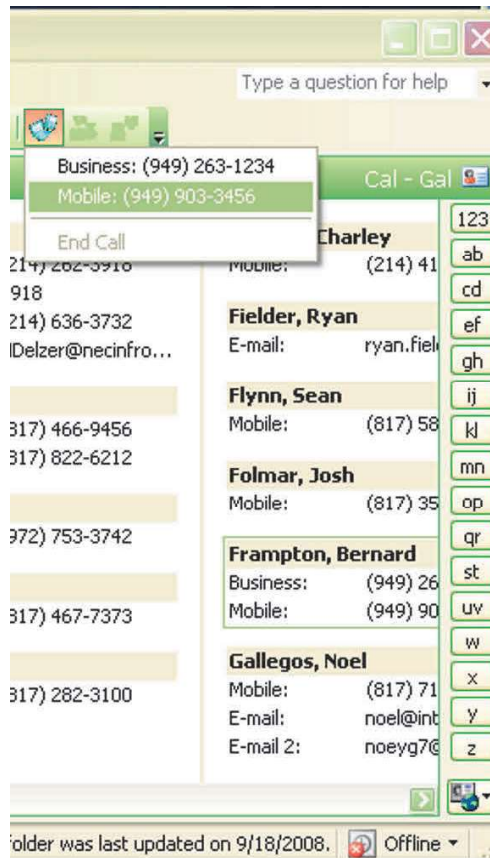 Type a question for help
Business: (949) 263-1234
Mobile: (949) 903-3456
End Call
Cal - Gal
123
ab
cd
ef
gh
ij
kl
mn
op
qr
st
uv
w
x
y
z
214) 262-3918
918
214) 636-3732
Delzer@necinfro...
817) 466-9456
817) 822-6212
972) 753-3742
817) 467-7373
817) 282-3100
Charley
Mobile: (214) 41
Fielder, Ryan
E-mail: ryan.fiel
Flynn, Sean
Mobile: (817) 58
Folmar, Josh
Mobile: (817) 35
Frampton, Bernard
Business: (949) 26
Mobile: (949) 90
Gallegos, Noel
Mobile: (817) 71
E-mail: noel@int
E-mail 2: noeyg7@
older was last updated on 9/18/2008. Offline